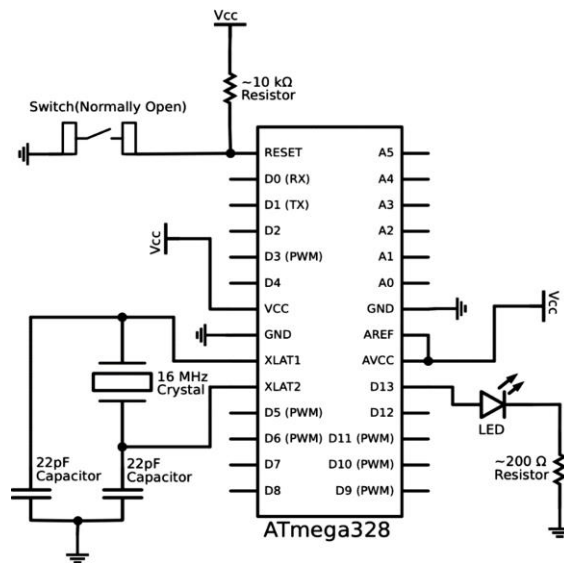 Vcc
~10 kΩ
Resistor
Switch(Normally Open)
RESET
A5
D0 (RX)
A4
D1 (TX)
A3
D2
A2
Vcc
D3 (PWM)
A1
D4
A0
VCC
GND
Vcc
GND
AREF
XLAT1
AVCC
16 MHz
Crystal
XLAT2
D13
D5 (PWM)
D12
LED
D6 (PWM)
D11 (PWM)
22pF
Capacitor
22pF
Capacitor
D7
D10 (PWM)
~200 Ω
Resistor
D8
D9 (PWM)
ATmega328